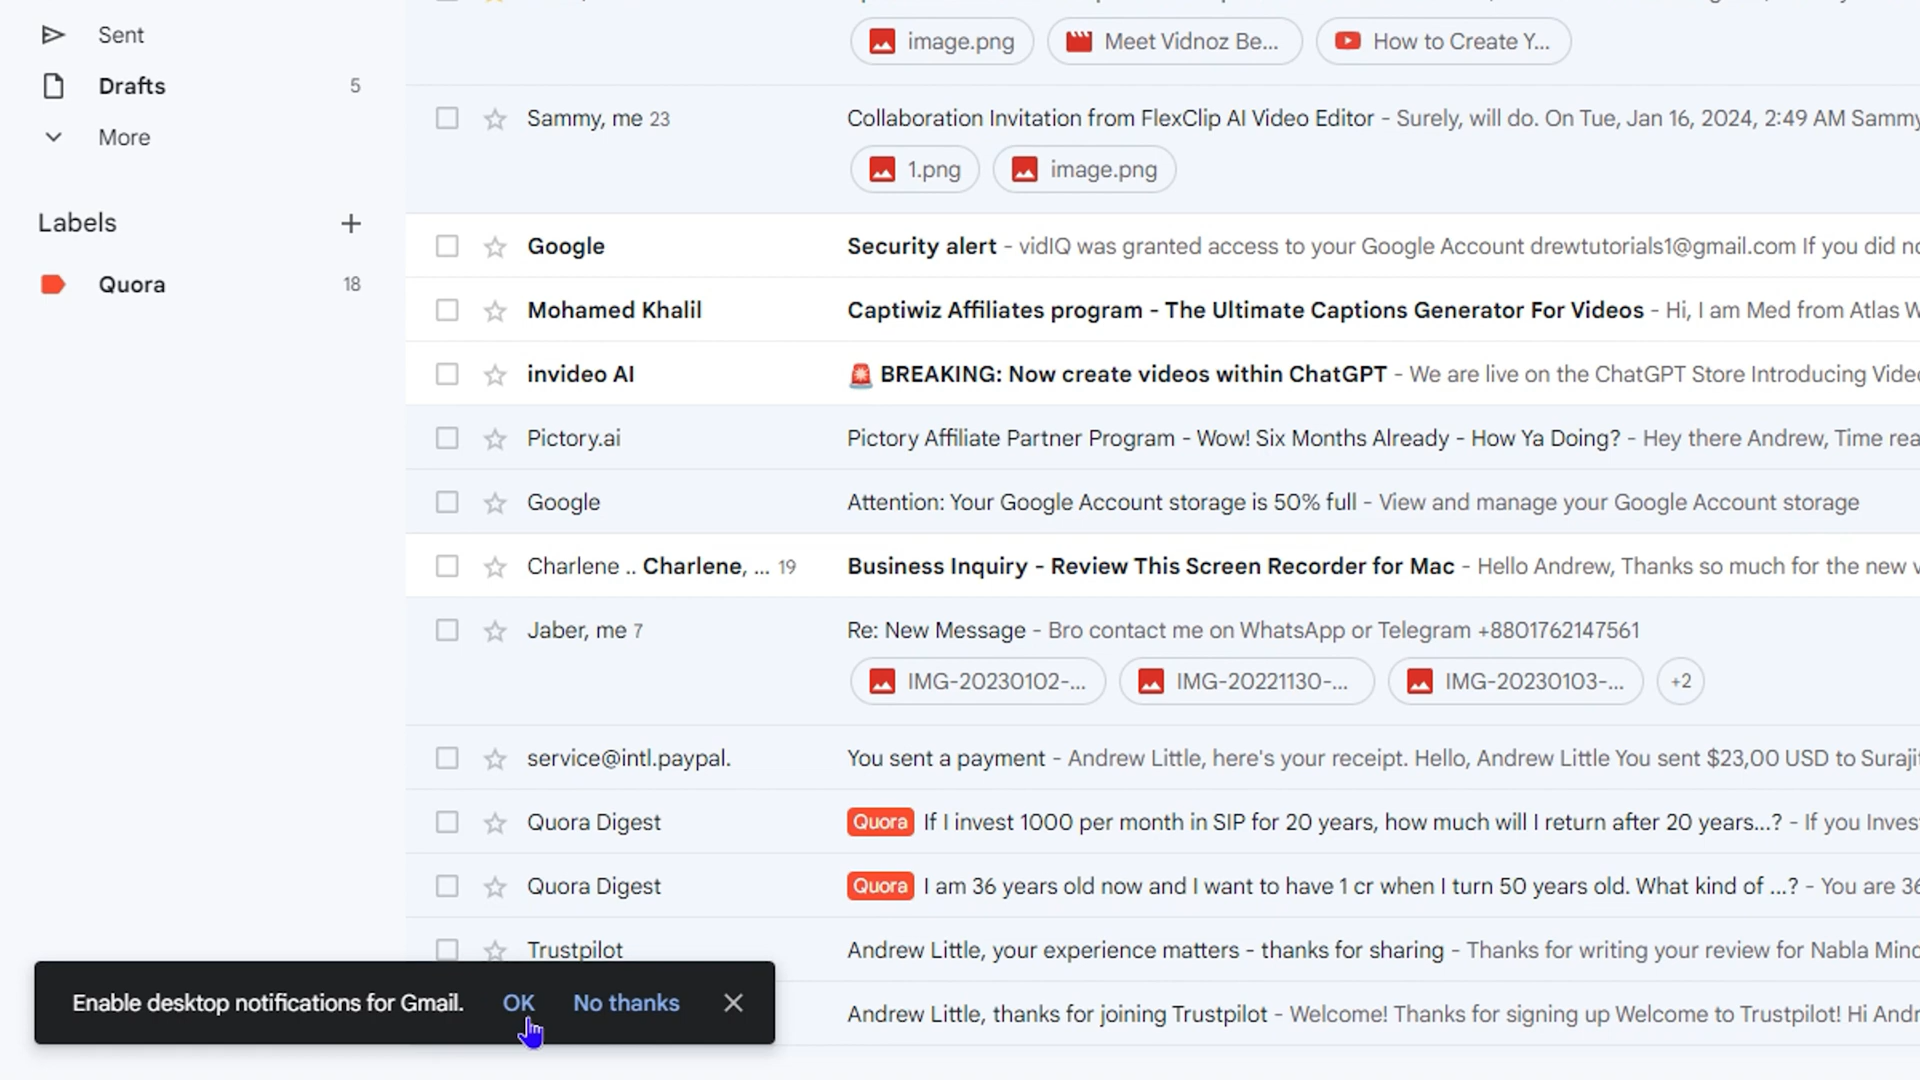 Sent
Drafts 5
More
Labels +
Quora 18
image.png Meet Vidnoz Be... How to Create Y...
Sammy, me 23 Collaboration Invitation from FlexClip AI Video Editor - Surely, will do. On Tue, Jan 16, 2024, 2:49 AM Sammy
1.png image.png
Google Security alert - vidIQ was granted access to your Google Account drewtutorials1@gmail.com If you did
Mohamed Khalil Captiwiz Affiliates program - The Ultimate Captions Generator For Videos - Hi, I am Med from Atlas
invideo AI 🚨 BREAKING: Now create videos within ChatGPT - We are live on the ChatGPT Store Introducing
Pictory.ai Pictory Affiliate Partner Program - Wow! Six Months Already - How Ya Doing? - Hey there Andrew, Time
Google Attention: Your Google Account storage is 50% full - View and manage your Google Account storage
Charlene .. Charlene, ... 19 Business Inquiry - Review This Screen Recorder for Mac - Hello Andrew, Thanks so much for the new
Jaber, me 7 Re: New Message - Bro contact me on WhatsApp or Telegram +8801762147561
IMG-20230102-... IMG-20221130-... IMG-20230103-... +2
service@intl.paypal. You sent a payment - Andrew Little, here's your receipt. Hello, Andrew Little You sent $23,00 USD to
Quora Digest Quora If I invest 1000 per month in SIP for 20 years, how much will I return after 20 years...? - If you
Quora Digest Quora I am 36 years old now and I want to have 1 cr when I turn 50 years old. What kind of ...? - You are
Trustpilot Andrew Little, your experience matters - thanks for sharing - Thanks for writing your review for Nabla
Andrew Little, thanks for joining Trustpilot - Welcome! Thanks for signing up Welcome to Trustpilot! Hi
Enable desktop notifications for Gmail. OK No thanks